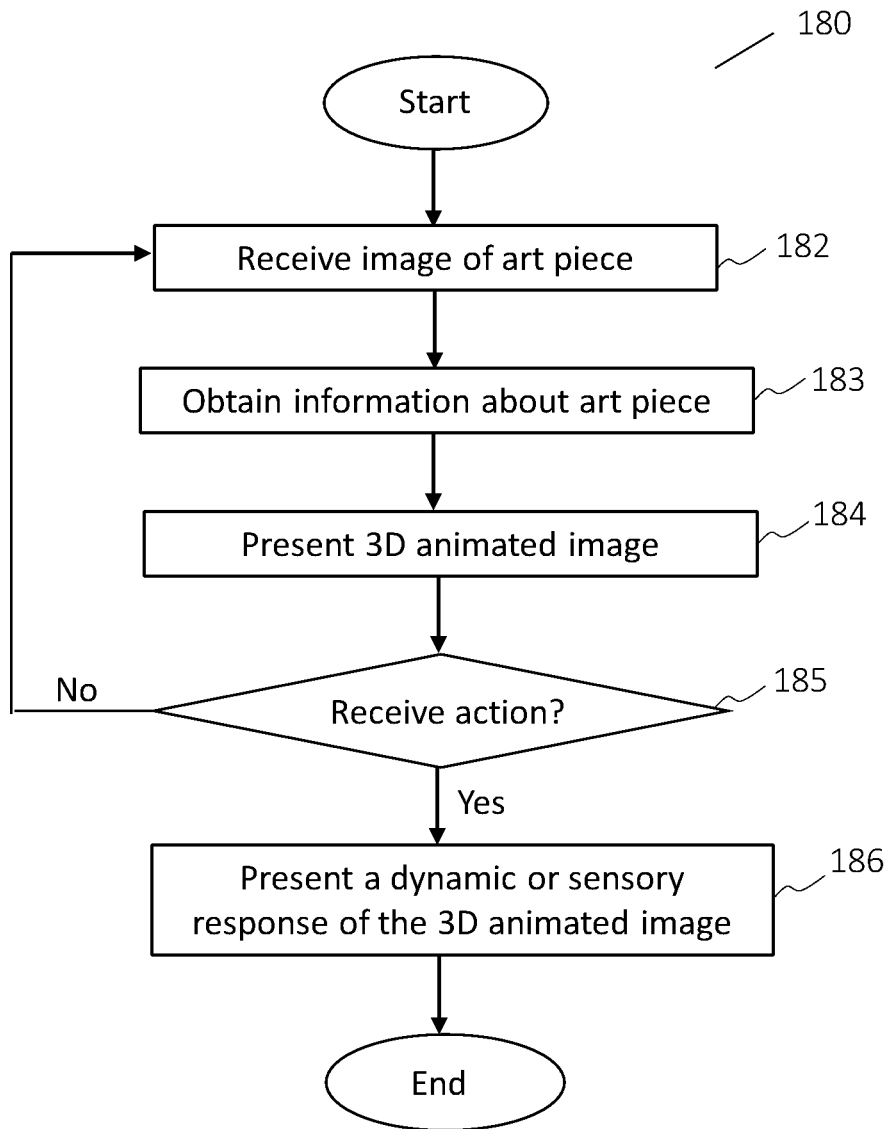 180
Start
Receive image of art piece
182
Obtain information about art piece
183
Present 3D animated image
184
Receive action?
185
No
Yes
Present a dynamic or sensory
response of the 3D animated image
186
End